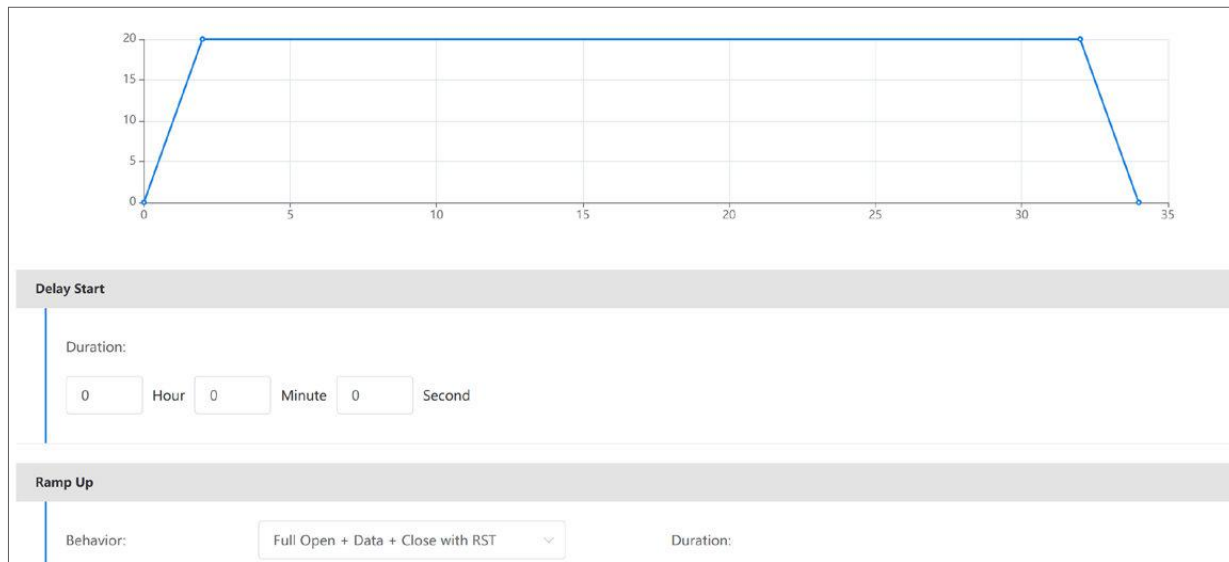 20
15
10
5
0
0 5 10 15 20 25 30 35
Delay Start
Duration:
0 Hour 0 Minute 0 Second
Ramp Up
Behavior: Full Open + Data + Close with RST Duration: